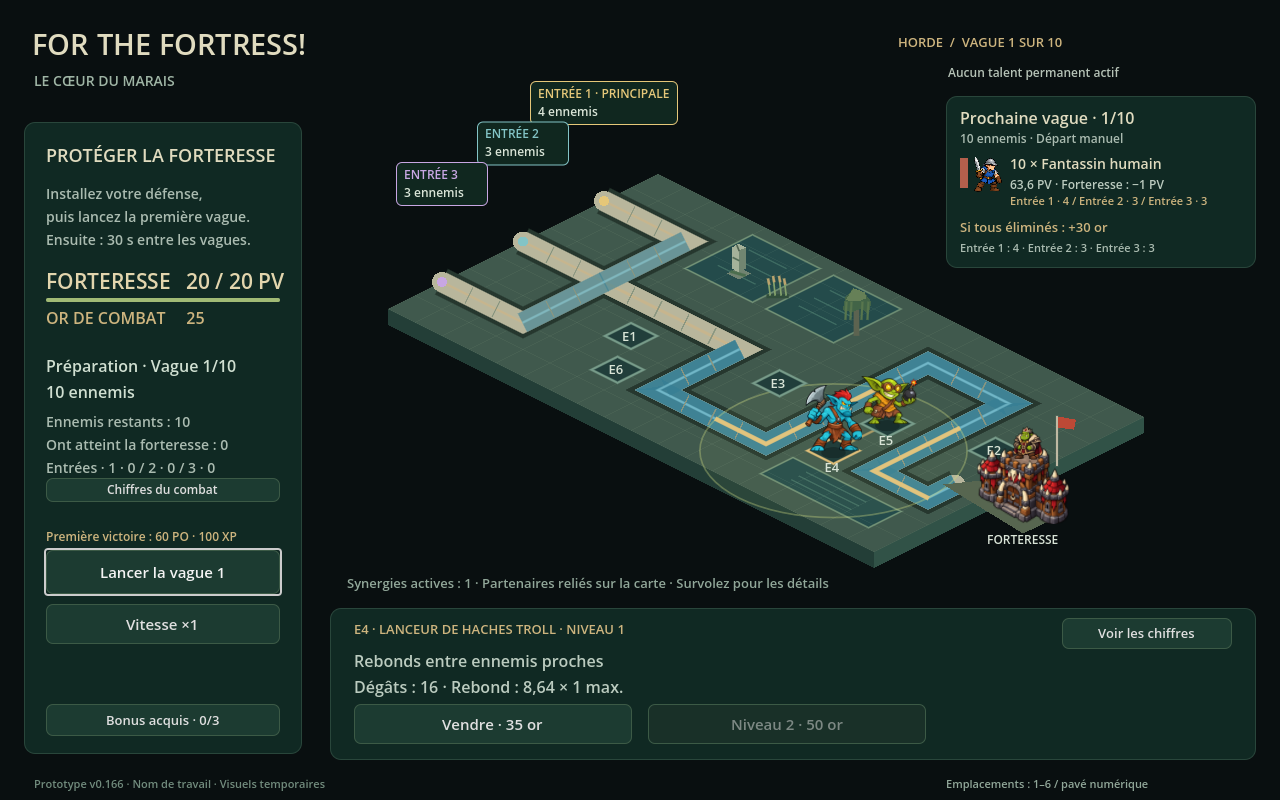 FOR THE FORTRESS!
LE CŒUR DU MARAIS
HORDE / VAGUE 1 SUR 10
Aucun talent permanent actif
PROTÉGER LA FORTERESSE
Installez votre défense,
puis lancez la première vague.
Ensuite : 30 s entre les vagues.
FORTERESSE 20 / 20 PV
OR DE COMBAT 25
Préparation · Vague 1/10
10 ennemis
Ennemis restants : 10
Ont atteint la forteresse : 0
Entrées · 1 · 0 / 2 · 0 / 3 · 0
Chiffres du combat
Première victoire : 60 PO · 100 XP
Lancer la vague 1
Vitesse ×1
Bonus acquis · 0/3
ENTRÉE 1 · PRINCIPALE
4 ennemis
ENTRÉE 2
3 ennemis
ENTRÉE 3
3 ennemis
Prochaine vague · 1/10
10 ennemis · Départ manuel
10 × Fantassin humain
63,6 PV · Forteresse : −1 PV
Entrée 1 · 4 / Entrée 2 · 3 / Entrée 3 · 3
Si tous éliminés : +30 or
Entrée 1 : 4 · Entrée 2 : 3 · Entrée 3 : 3
E1
E6
E3
E5
E2
E4
FORTERESSE
Synergies actives : 1 · Partenaires reliés sur la carte · Survolez pour les détails
E4 · LANCEUR DE HACHES TROLL · NIVEAU 1
Voir les chiffres
Rebonds entre ennemis proches
Dégâts : 16 · Rebond : 8,64 × 1 max.
Vendre · 35 or
Niveau 2 · 50 or
Prototype v0.166 · Nom de travail · Visuels temporaires
Emplacements : 1–6 / pavé numérique